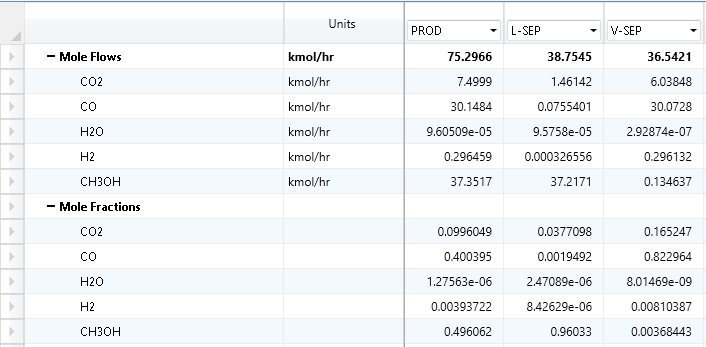 Units PROD L-SEP V-SEP
Mole Flows kmol/hr 75.2966 38.7545 36.5421
CO2 kmol/hr 7.4999 1.46142 6.03848
CO kmol/hr 30.1484 0.0755401 30.0728
H2O kmol/hr 9.60509e-05 9.5758e-05 2.92874e-07
H2 kmol/hr 0.296459 0.000326556 0.296132
CH3OH kmol/hr 37.3517 37.2171 0.134637
Mole Fractions
CO2 0.0996049 0.0377098 0.165247
CO 0.400395 0.0019492 0.822964
H2O 1.27563e-06 2.47089e-06 8.01469e-09
H2 0.00393722 8.42629e-06 0.00810387
CH3OH 0.496062 0.96033 0.00368443